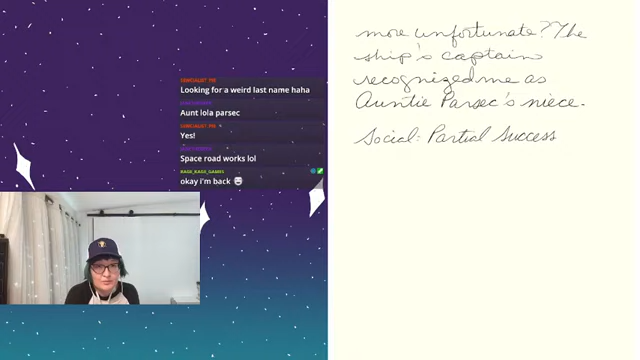 Looking for a weird last name haha
Aunt lola parsec
Yes!
Space road works lol
okay i'm back
more unfortunate? The
ship's captain
recognized me as
Auntie Parsec's niece.
Social: Partial Success